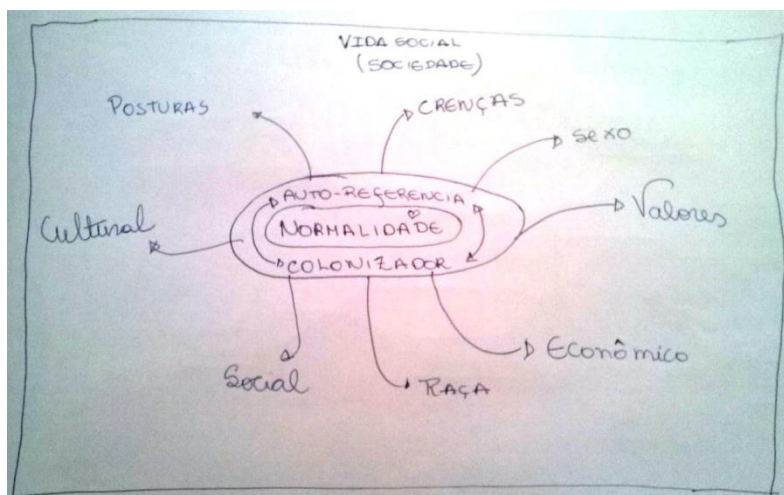 VIDA SOCIAL
(SOCIEDADE)
POSTURAS
CRENÇAS
SEXO
AUTO-REFERENCIA
Valores
NORMALIDADE
Cultural
COLONIZADOR
Econômico
Social
RAÇA